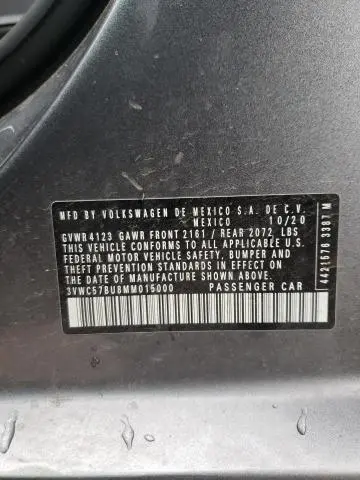 MFD BY VOLKSWAGEN DE MEXICO S.A. DE C.V.
MEXICO 10/20
GVWR 4123 GAWR FRONT 2161 / REAR 2072 LBS
THIS VEHICLE CONFORMS TO ALL APPLICABLE U.S.
FEDERAL MOTOR VEHICLE SAFETY, BUMPER AND
THEFT PREVENTION STANDARDS IN EFFECT ON
THE DATE OF MANUFACTURE SHOWN ABOVE
3VWC57BU8MM015000 PASSENGER CAR
4421576 3387 M